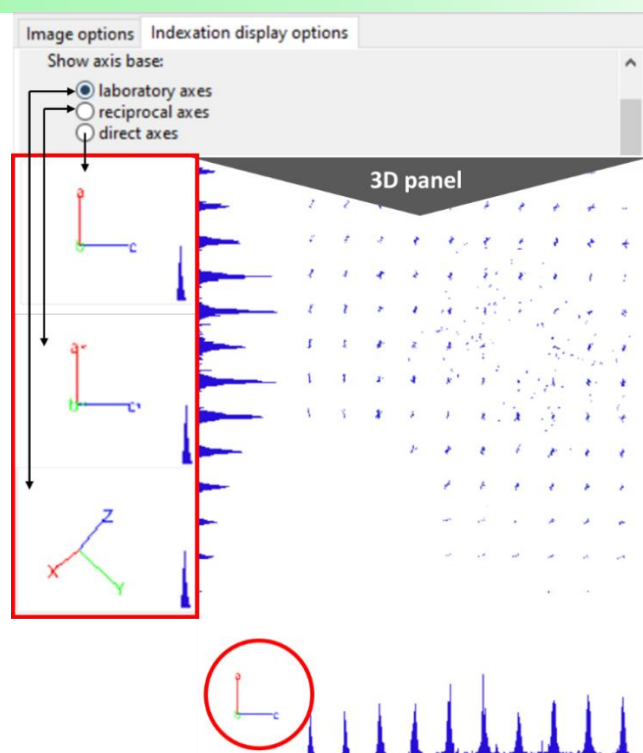 Image options Indexation display options
Show axis base:
laboratory axes
reciprocal axes
direct axes
3D panel
a
b c
a*
b* c*
Z
X
Y
a
b c